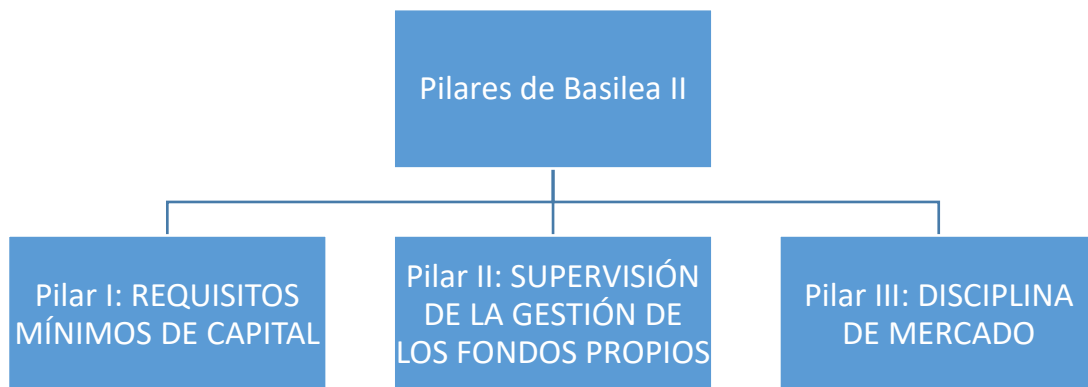 Pilares de Basilea II
Pilar I: REQUISITOS
MÍNIMOS DE CAPITAL
Pilar II: SUPERVISIÓN
DE LA GESTIÓN DE
LOS FONDOS PROPIOS
Pilar III: DISCIPLINA
DE MERCADO